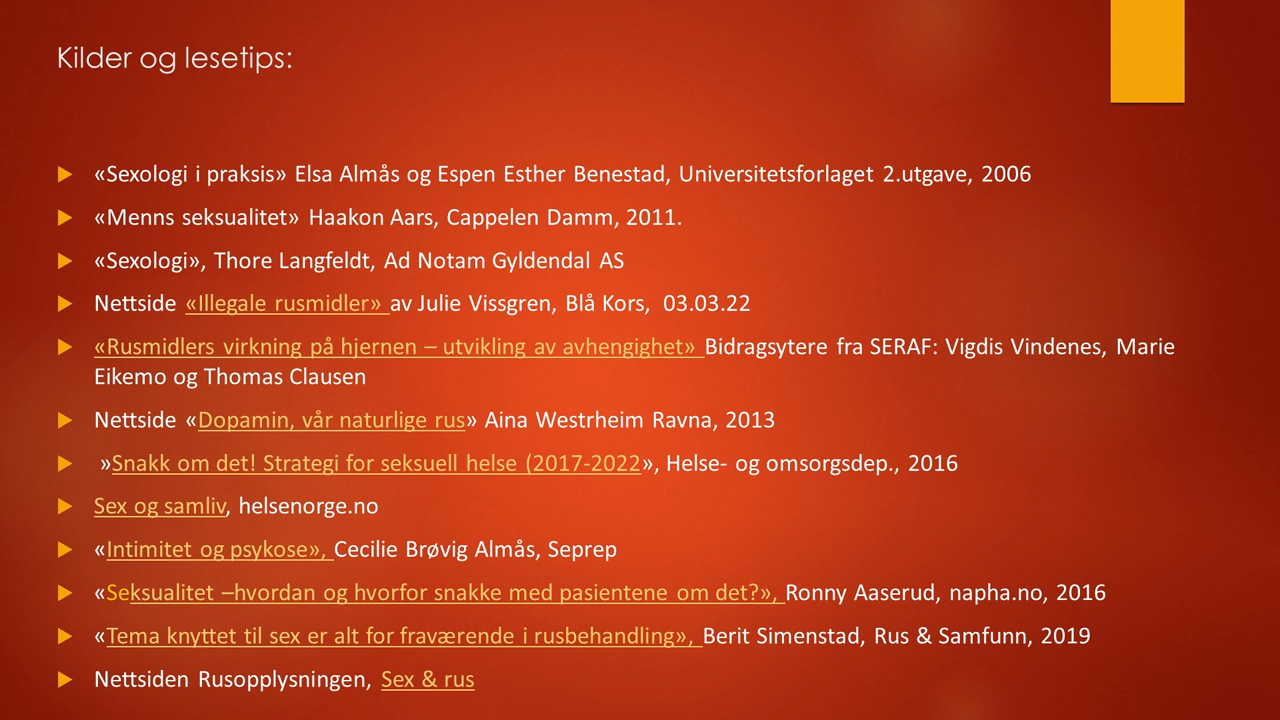 Kilder og lesetips:
«Sexologi i praksis» Elsa Almås og Espen Esther Benestad, Universitetsforlaget 2.utgave, 2006
«Menns seksualitet» Haakon Aars, Cappelen Damm, 2011.
«Sexologi», Thore Langfeldt, Ad Notam Gyldendal AS
Nettside «Illegale rusmidler» av Julie Vissgren, Blå Kors, 03.03.22
«Rusmidlers virkning på hjernen – utvikling av avhengighet» Bidragsytere fra SERAF: Vigdis Vindenes, Marie
Eikemo og Thomas Clausen
Nettside «Dopamin, vår naturlige rus» Aina Westrheim Ravna, 2013
»Snakk om det! Strategi for seksuell helse (2017-2022», Helse- og omsorgsdep., 2016
Sex og samliv, helsenorge.no
«Intimitet og psykose», Cecilie Brøvig Almås, Seprep
«Seksualitet –hvordan og hvorfor snakke med pasientene om det?», Ronny Aaserud, napha.no, 2016
«Tema knyttet til sex er alt for fraværende i rusbehandling», Berit Simenstad, Rus & Samfunn, 2019
Nettsiden Rusopplysningen, Sex & rus